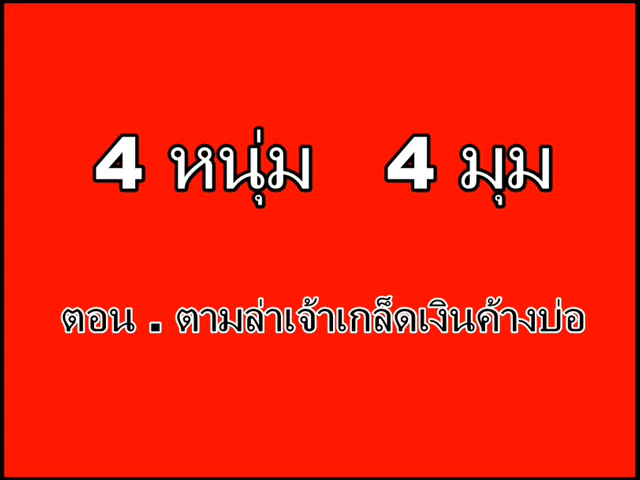 4 หนุ่ม 4 มุม
ตอน . ตามล่าเจ้าเกล็ดเงินค้างบ่อ